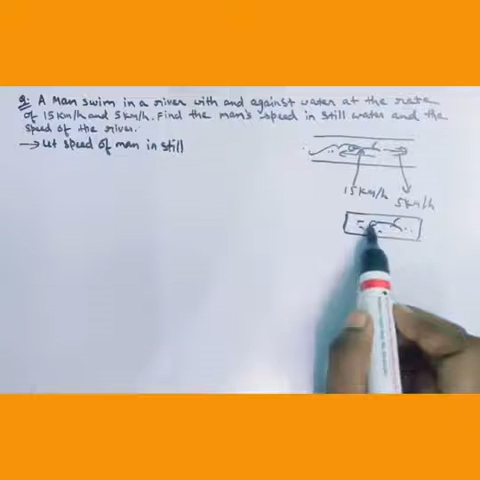 Q: A Man swim in a river with and against water at the rate
of 15 Km/h and 5 Km/h. Find the man's speed in still water and the
speed of the river.
→ Let speed of man in still
15 Km/h
5 Km/h